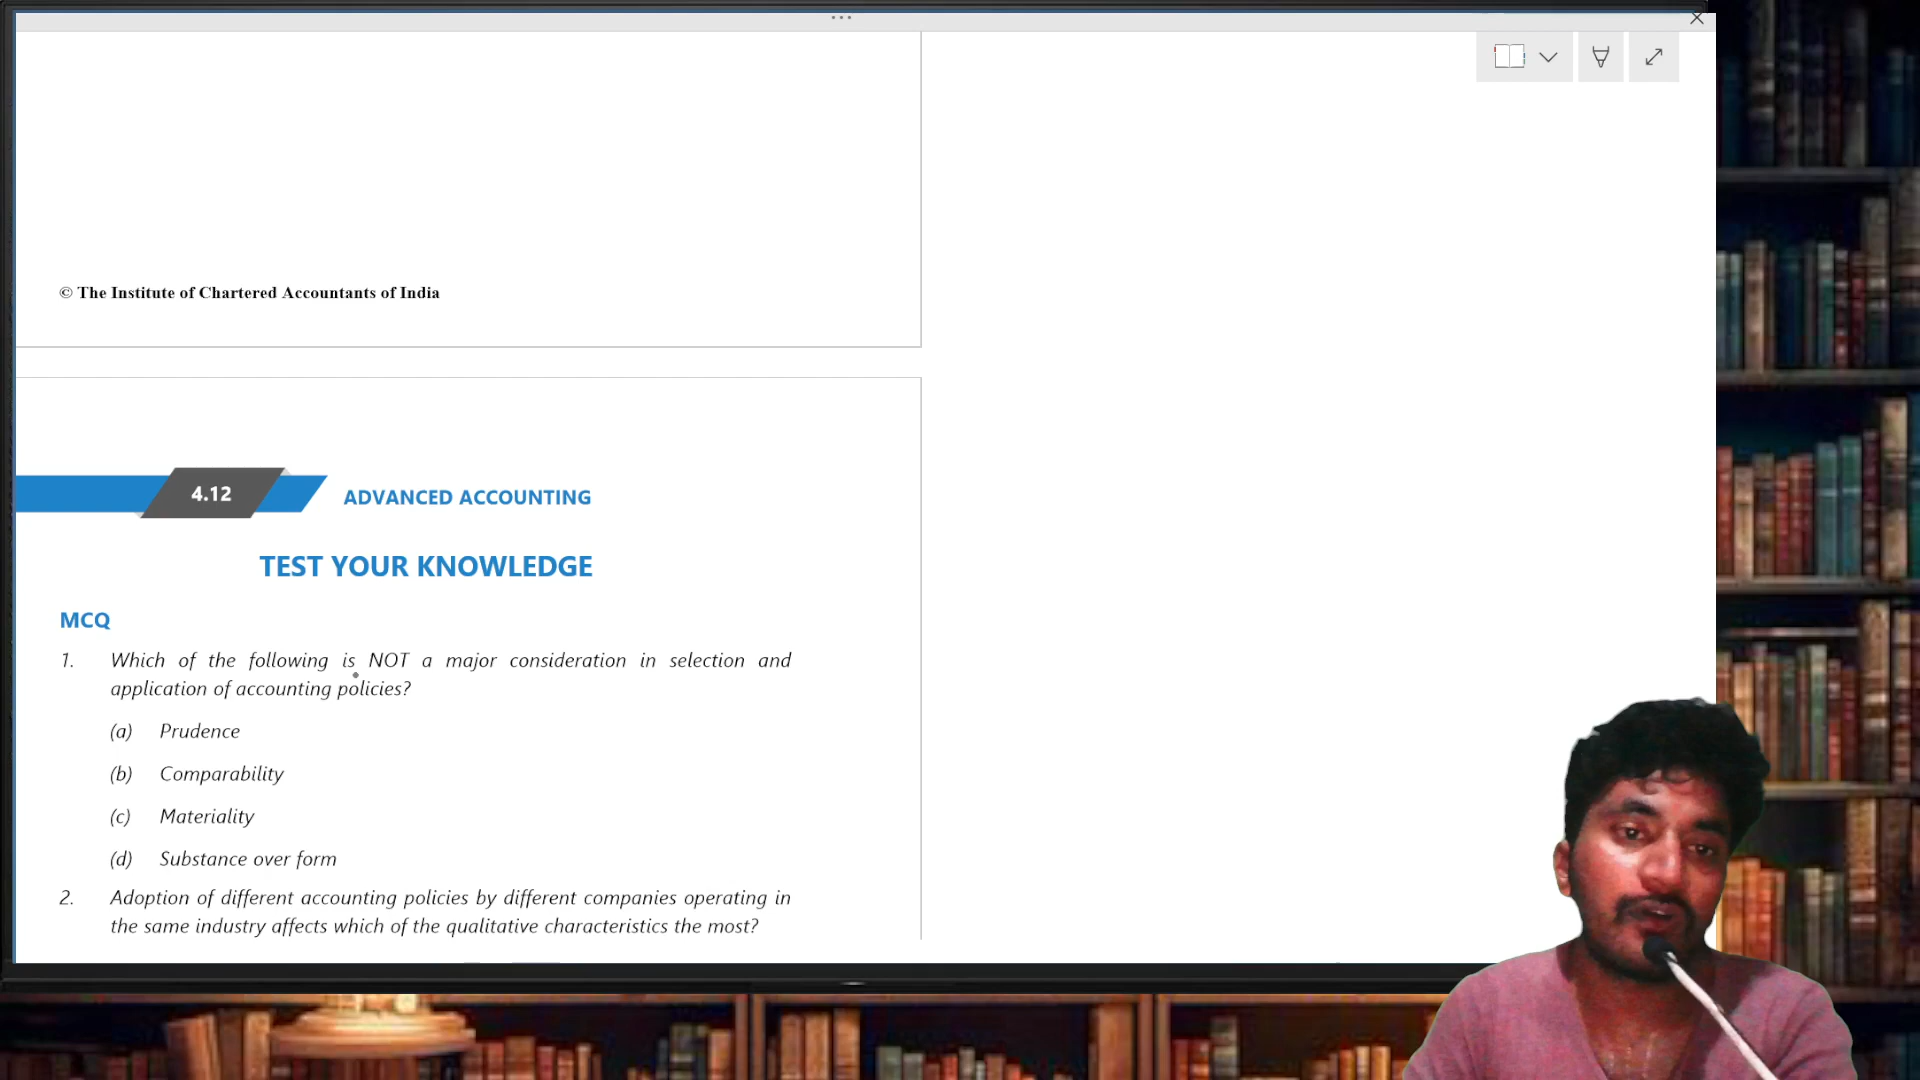 © The Institute of Chartered Accountants of India
4.12
ADVANCED ACCOUNTING
TEST YOUR KNOWLEDGE
MCQ
1. Which of the following is NOT a major consideration in selection and
application of accounting policies?
(a) Prudence
(b) Comparability
(c) Materiality
(d) Substance over form
2. Adoption of different accounting policies by different companies operating in
the same industry affects which of the qualitative characteristics the most?